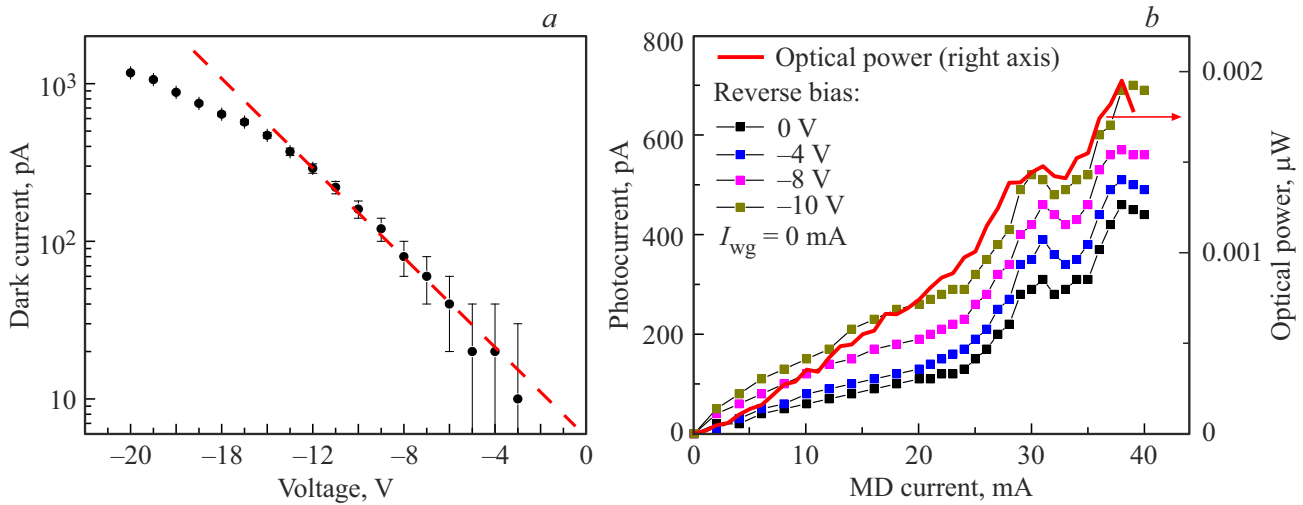 a
Dark current, pA
10³
10²
10
–20
–16
–12
–8
–4
0
Voltage, V
b
Photocurrent, pA
800
600
400
200
0
Optical power (right axis)
Reverse bias:
0 V
–4 V
–8 V
–10 V
I_wg = 0 mA
0
10
20
30
40
MD current, mA
0.002
0.001
0
Optical power, μW